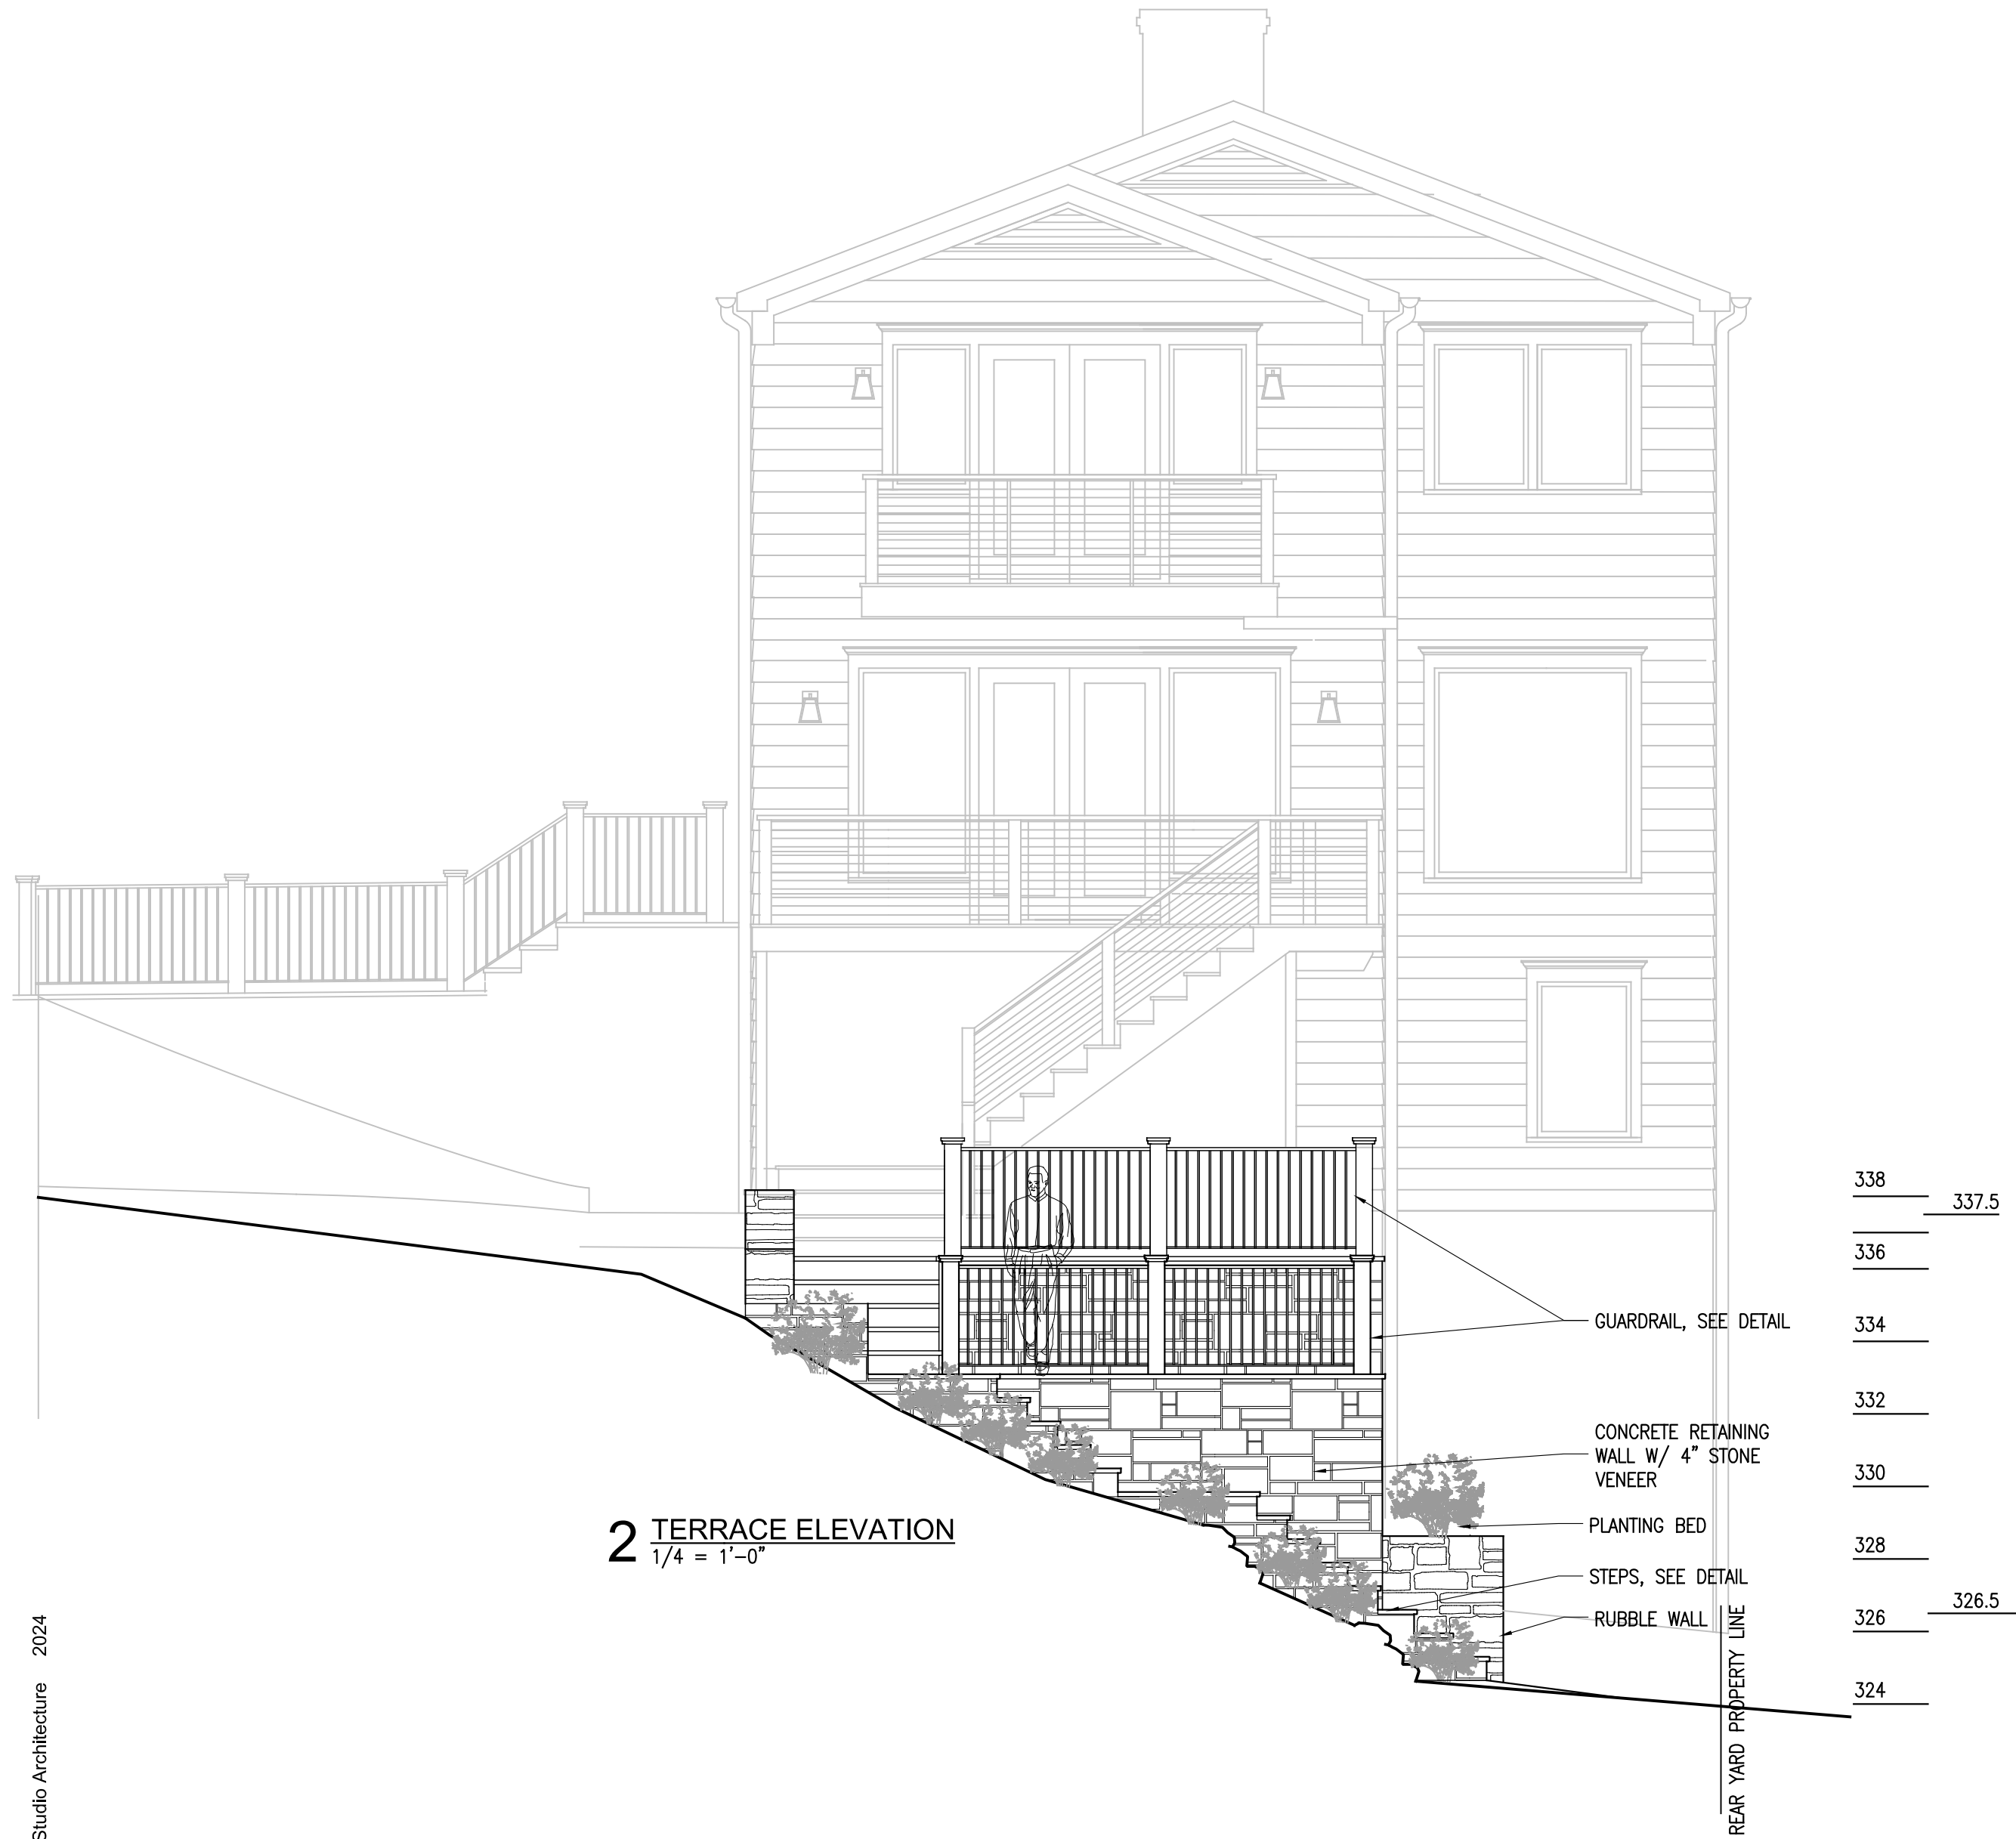 338
337.5
336
GUARDRAIL, SEE DETAIL
334
332
CONCRETE RETAINING
WALL W/ 4" STONE
VENEER
330
PLANTING BED
328
STEPS, SEE DETAIL
326.5
RUBBLE WALL
326
324
REAR YARD PROPERTY LINE
2 TERRACE ELEVATION
1/4 = 1'-0"
Studio Architecture 2024